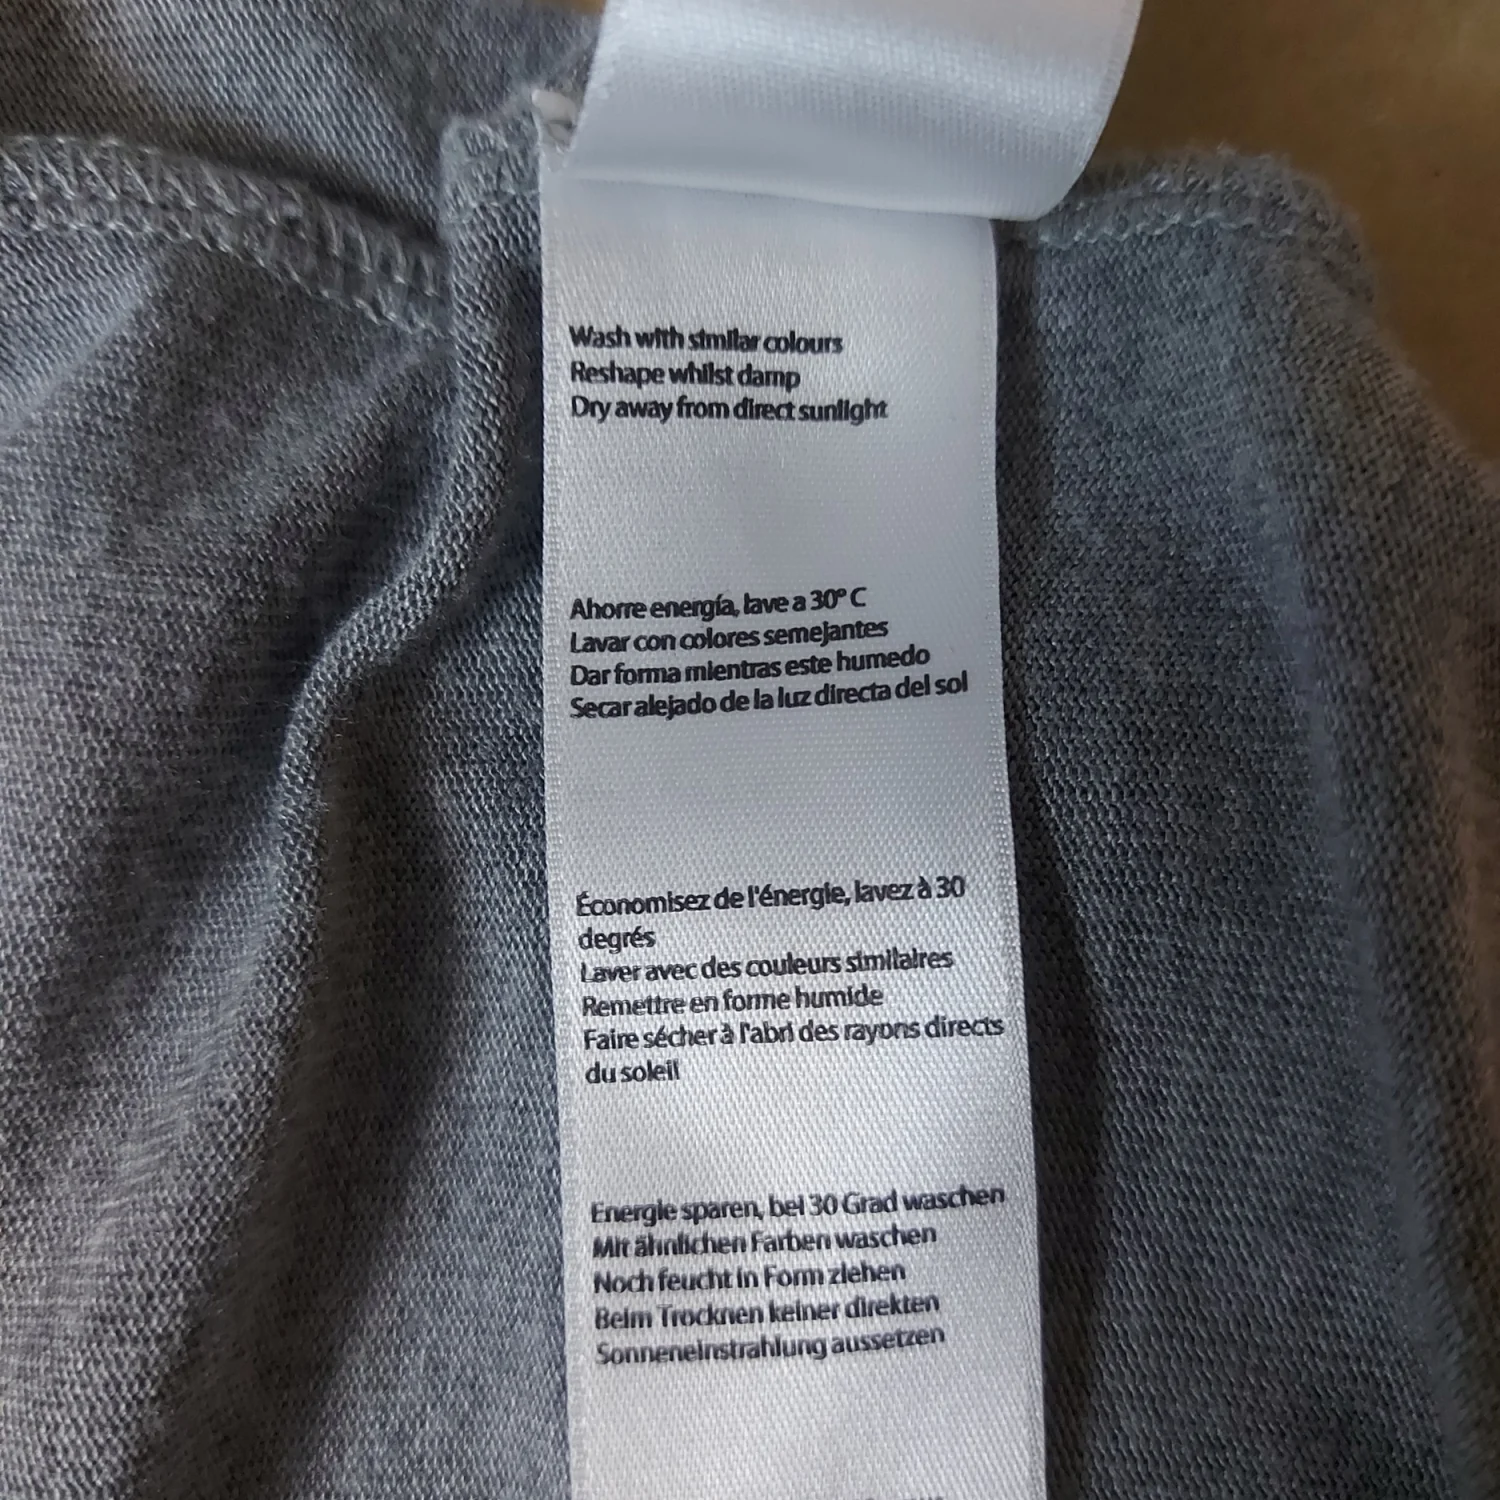 Wash with similar colours
Reshape whilst damp
Dry away from direct sunlight
Ahorre energía, lave a 30° C
Lavar con colores semejantes
Dar forma mientras este humedo
Secar alejado de la luz directa del sol
Économisez de l'énergie, lavez à 30
degrés
Laver avec des couleurs similaires
Remettre en forme humide
Faire sécher à l'abri des rayons directs
du soleil
Energie sparen, bei 30 Grad waschen
Mit ähnlichen Farben waschen
Noch feucht in Form ziehen
Beim Trocknen keiner direkten
Sonneneinstrahlung aussetzen